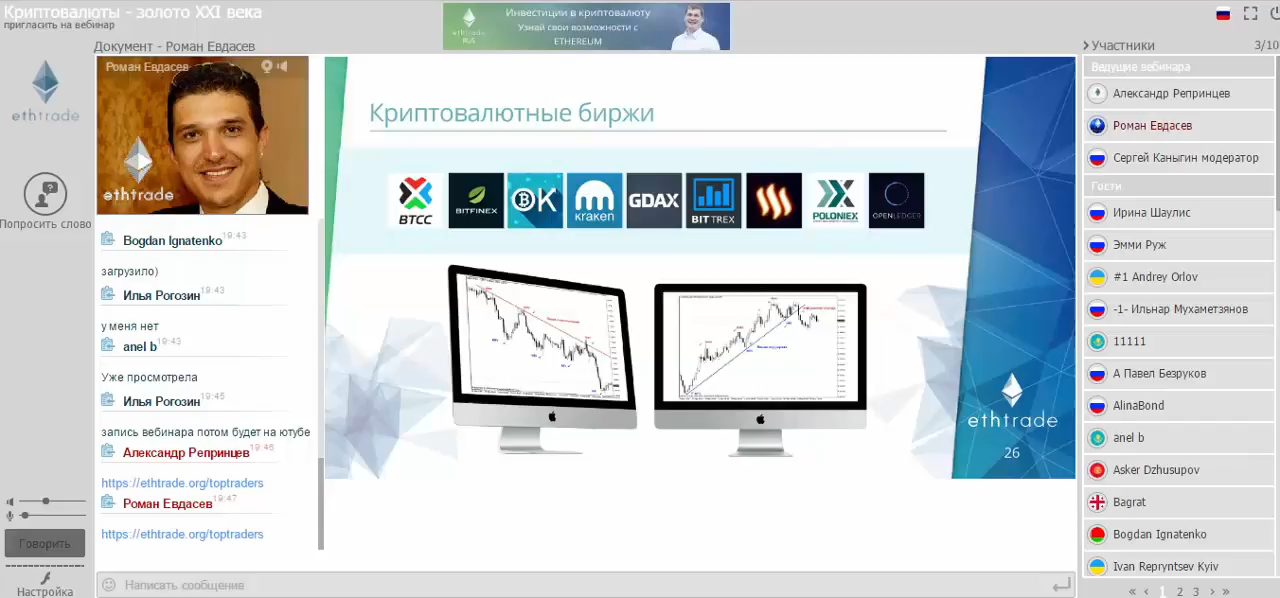 Криптовалюты - золото XXI века
пригласить на вебинар
Инвестиции в криптовалюту
Узнай свои возможности с
ETHEREUM
Документ - Роман Евдасев
Участники 3/10
ethtrade
Попросить слово
Говорить
Настройка
Роман Евдасев
ethtrade
Bogdan Ignatenko 19:43
загрузило)
Илья Рогозин 19:43
у меня нет
anel b 19:43
Уже просмотрела
Илья Рогозин 19:45
запись вебинара потом будет на ютубе
Александр Репринцев 19:46
https://ethtrade.org/toptraders
Роман Евдасев 19:47
https://ethtrade.org/toptraders
Написать сообщение
Криптовалютные биржи
BTCC
BITFINEX
OK
kraken
GDAX
BITTREX
POLONIEX
OPENLEDGER
ethtrade
26
Ведущие вебинара
Александр Репринцев
Роман Евдасев
Сергей Каныгин модератор
Гости
Ирина Шаулис
Эмми Руж
#1 Andrey Orlov
-1- Ильнар Мухаметзянов
11111
А Павел Безруков
AlinaBond
anel b
Asker Dzhusupov
Bagrat
Bogdan Ignatenko
Ivan Repryntsev Kyiv
« ‹ 1 2 3 › »